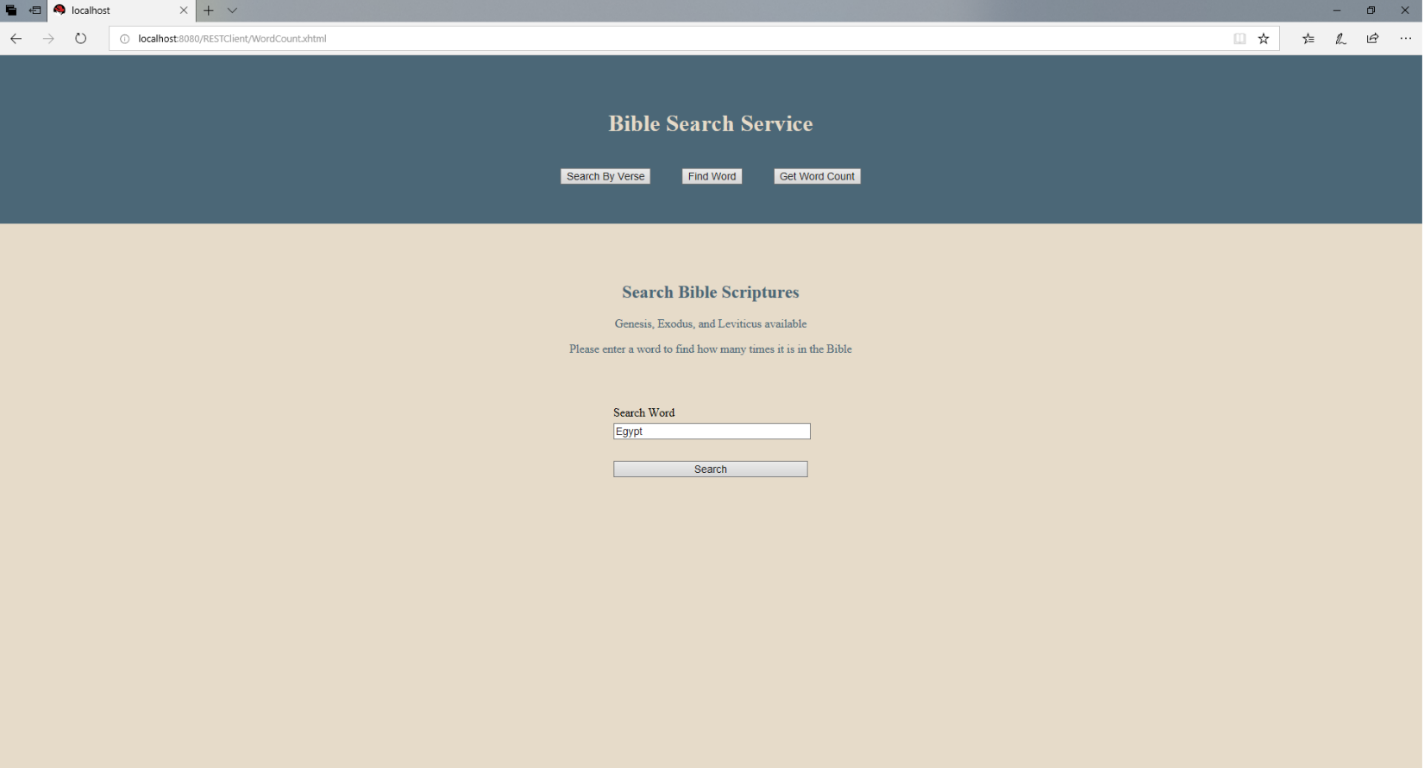 localhost
localhost:8080/RESTClient/WordCount.xhtml
Bible Search Service
Search By Verse Find Word Get Word Count
Search Bible Scriptures
Genesis, Exodus, and Leviticus available
Please enter a word to find how many times it is in the Bible
Search Word
Egypt
Search